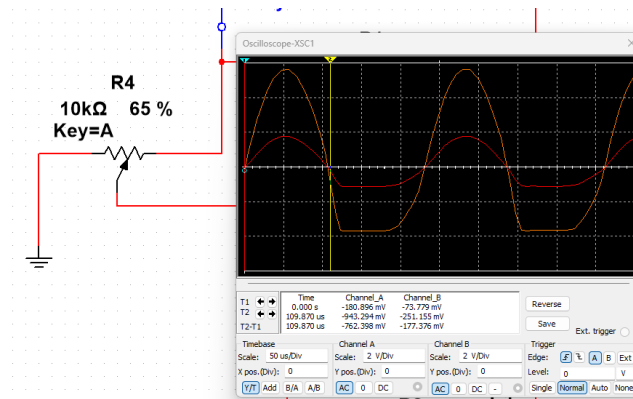 Oscilloscope-XSC1
R4
10kΩ 65 %
Key=A
T1
T2
T2-T1
Time Channel_A Channel_B
0.000 s -180.896 mV -73.779 mV
109.870 us -943.294 mV -251.155 mV
109.870 us -762.398 mV -177.376 mV
Reverse
Save
Ext. trigger
Timebase
Scale: 50 us/Div
X pos.(Div): 0
Y/T Add B/A A/B
Channel A
Scale: 2 V/Div
Y pos.(Div): 0
AC 0 DC
Channel B
Scale: 2 V/Div
Y pos.(Div): 0
AC 0 DC -
Trigger
Edge: A B Ext
Level: 0 V
Single Normal Auto None